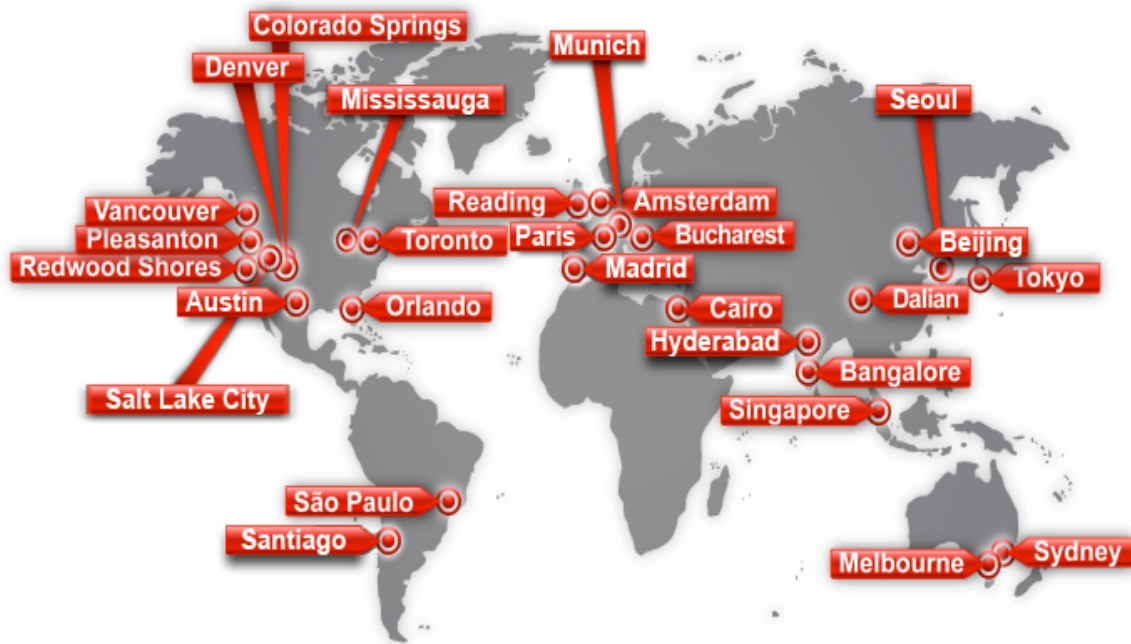 Colorado Springs
Munich
Denver
Mississauga
Seoul
Vancouver
Reading
Amsterdam
Pleasanton
Toronto
Paris
Bucharest
Beijing
Redwood Shores
Madrid
Tokyo
Austin
Orlando
Cairo
Dalian
Hyderabad
Salt Lake City
Bangalore
Singapore
São Paulo
Santiago
Melbourne
Sydney